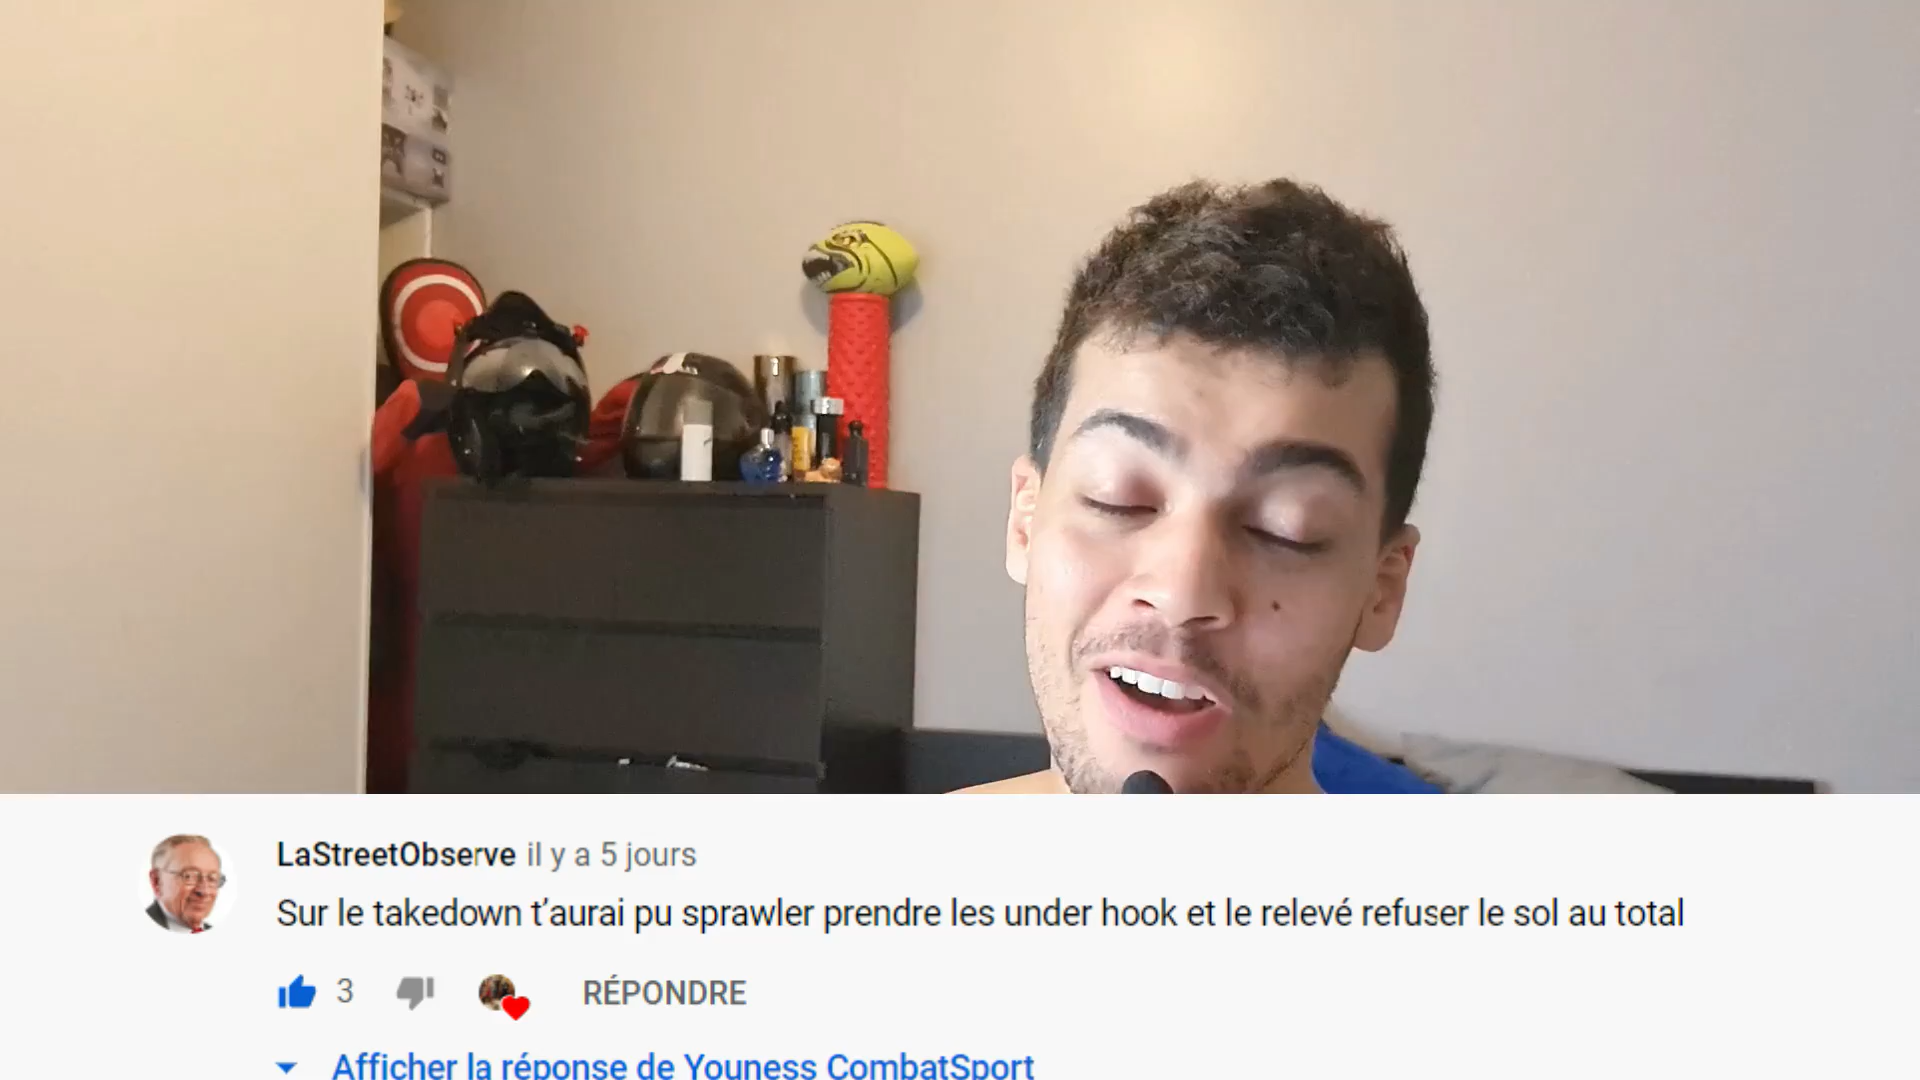 LaStreetObserve il y a 5 jours
Sur le takedown t’aurai pu sprawler prendre les under hook et le relevé refuser le sol au total
3 RÉPONDRE
Afficher la réponse de Youness CombatSport